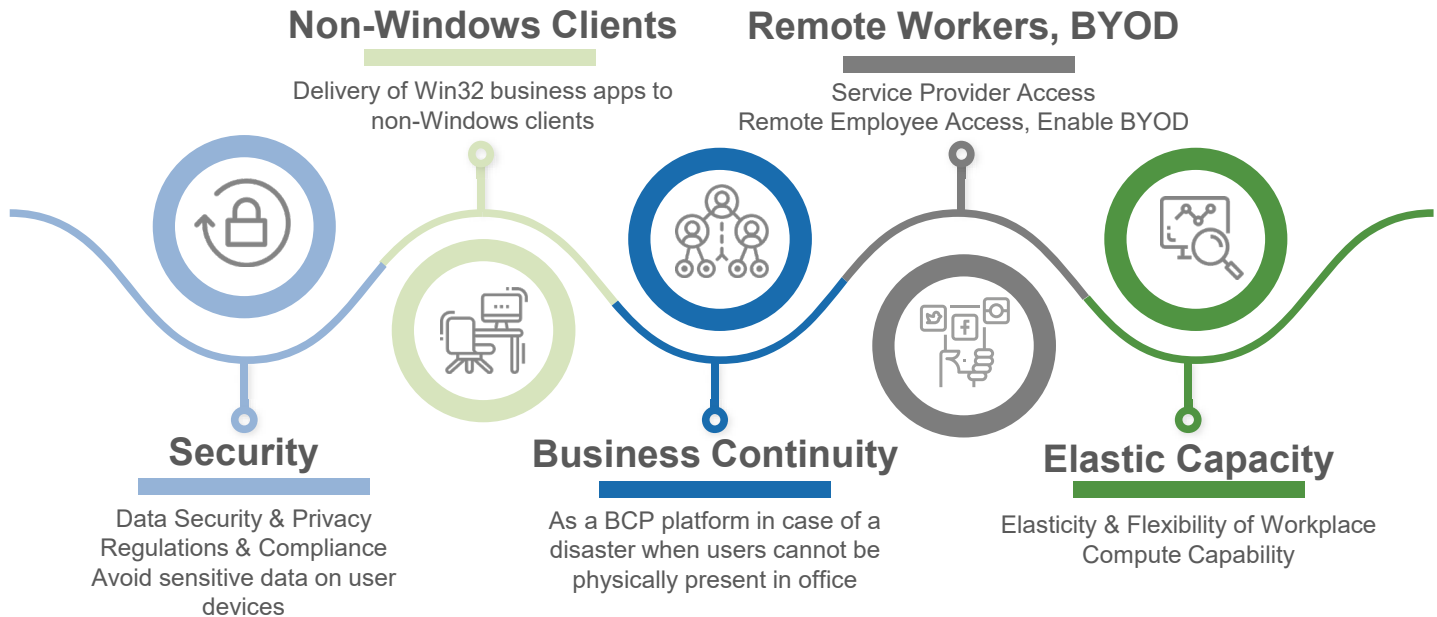 Non-Windows Clients
Delivery of Win32 business apps to
non-Windows clients
Remote Workers, BYOD
Service Provider Access
Remote Employee Access, Enable BYOD
Security
Data Security & Privacy
Regulations & Compliance
Avoid sensitive data on user
devices
Business Continuity
As a BCP platform in case of a
disaster when users cannot be
physically present in office
Elastic Capacity
Elasticity & Flexibility of Workplace
Compute Capability